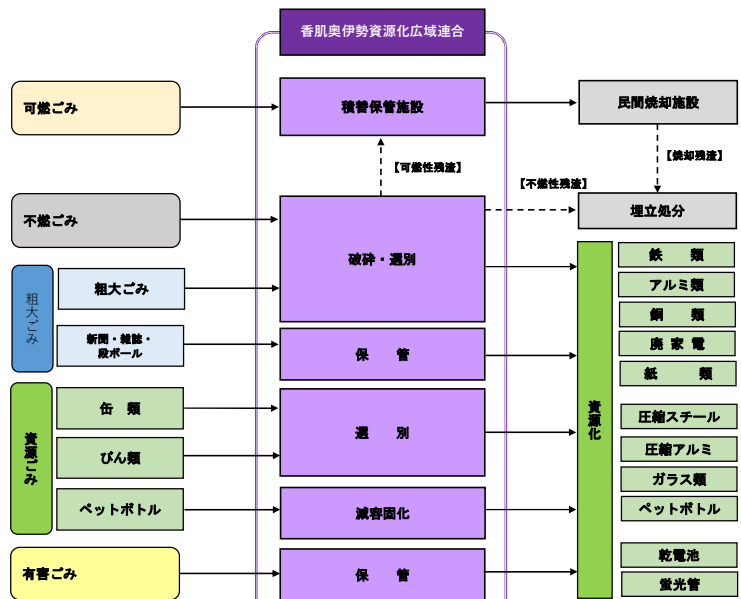 香肌奥伊勢資源化広域連合
可燃ごみ
積替保管施設
民間焼却施設
【可燃性残渣】
【焼却残渣】
【不燃性残渣】
不燃ごみ
破砕・選別
埋立処分
粗大ごみ
粗大ごみ
新聞・雑誌・
段ボール
保　管
資源ごみ
缶　類
びん類
選　別
ペットボトル
減容固化
有害ごみ
保　管
資源化
鉄　類
アルミ類
銅　類
廃 家 電
紙　類
圧縮スチール
圧縮アルミ
ガラス類
ペットボトル
乾電池
蛍光管